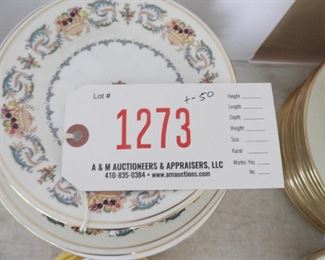 Lot #
1273
A & M AUCTIONEERS & APPRAISERS, LLC
410-835-0384 • www.amauctions.com
Height
Length
Depth
Weight
Size
Karat
Works Yes
No